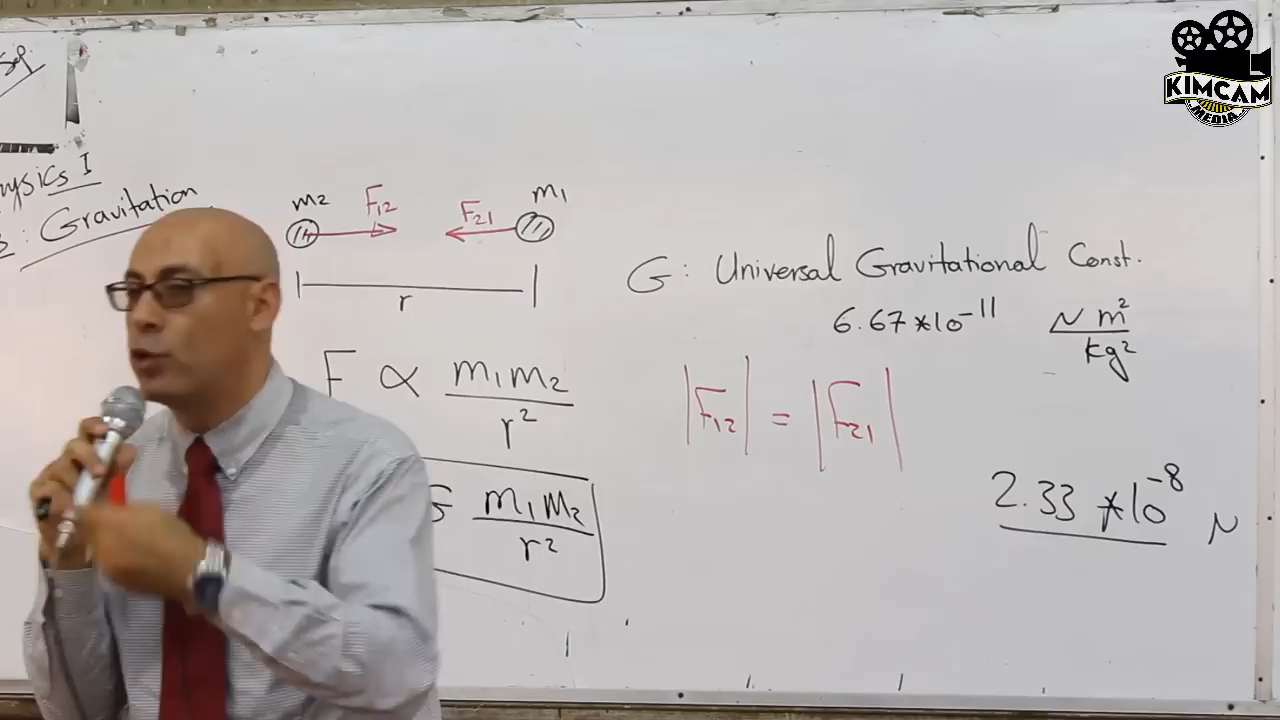 KIMCAM
MEDIA
Physics I
: Gravitation
m2 F12 F21 m1
r
F ∝ m1m2 / r²
G m1m2 / r²
G: Universal Gravitational Const.
6.67*10^-11 N m² / kg²
|F12| = |F21|
2.33 *10^-8 N